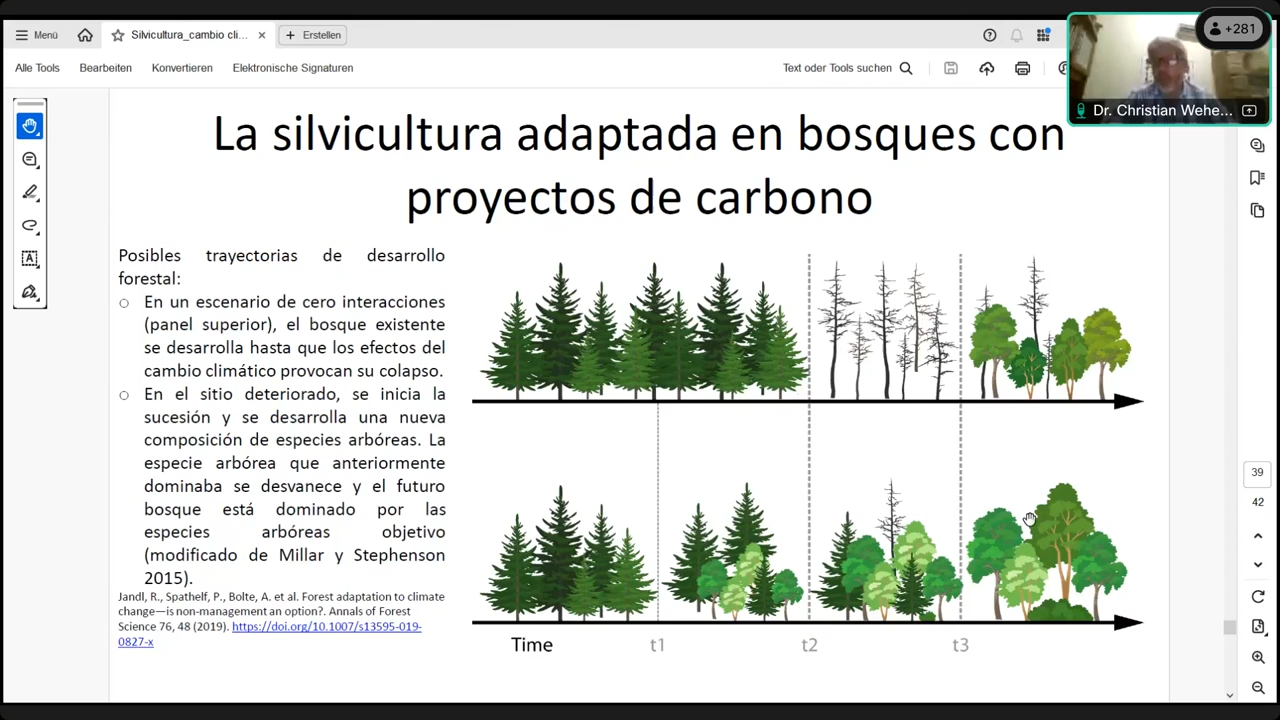 Menú
Silvicultura_cambio cli...
Erstellen
+281
Alle Tools
Bearbeiten
Konvertieren
Elektronische Signaturen
Text oder Tools suchen
Dr. Christian Wehe...
La silvicultura adaptada en bosques con
proyectos de carbono
Posibles trayectorias de desarrollo
forestal:
En un escenario de cero interacciones
(panel superior), el bosque existente
se desarrolla hasta que los efectos del
cambio climático provocan su colapso.
En el sitio deteriorado, se inicia la
sucesión y se desarrolla una nueva
composición de especies arbóreas. La
especie arbórea que anteriormente
dominaba se desvanece y el futuro
bosque está dominado por las
especies arbóreas objetivo
(modificado de Millar y Stephenson
2015).
Jandl, R., Spathelf, P., Bolte, A. et al. Forest adaptation to climate
change—is non-management an option?. Annals of Forest
Science 76, 48 (2019). https://doi.org/10.1007/s13595-019-
0827-x
Time
t1
t2
t3
39
42